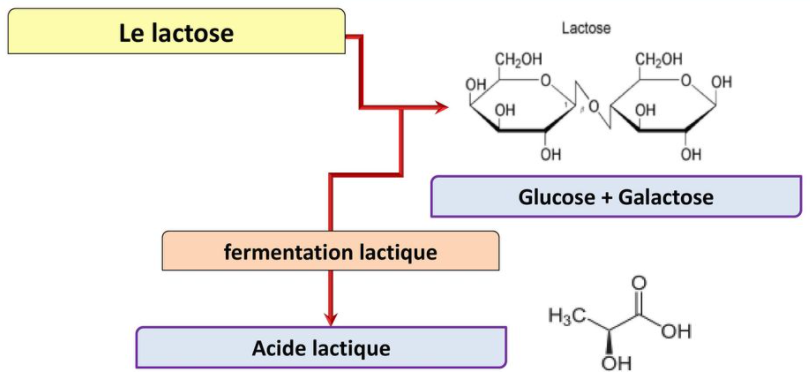 Le lactose
Lactose
CH₂OH
CH₂OH
OH
O
O
OH
OH
1
O
OH
OH
OH
Glucose + Galactose
fermentation lactique
O
H₃C
OH
OH
Acide lactique